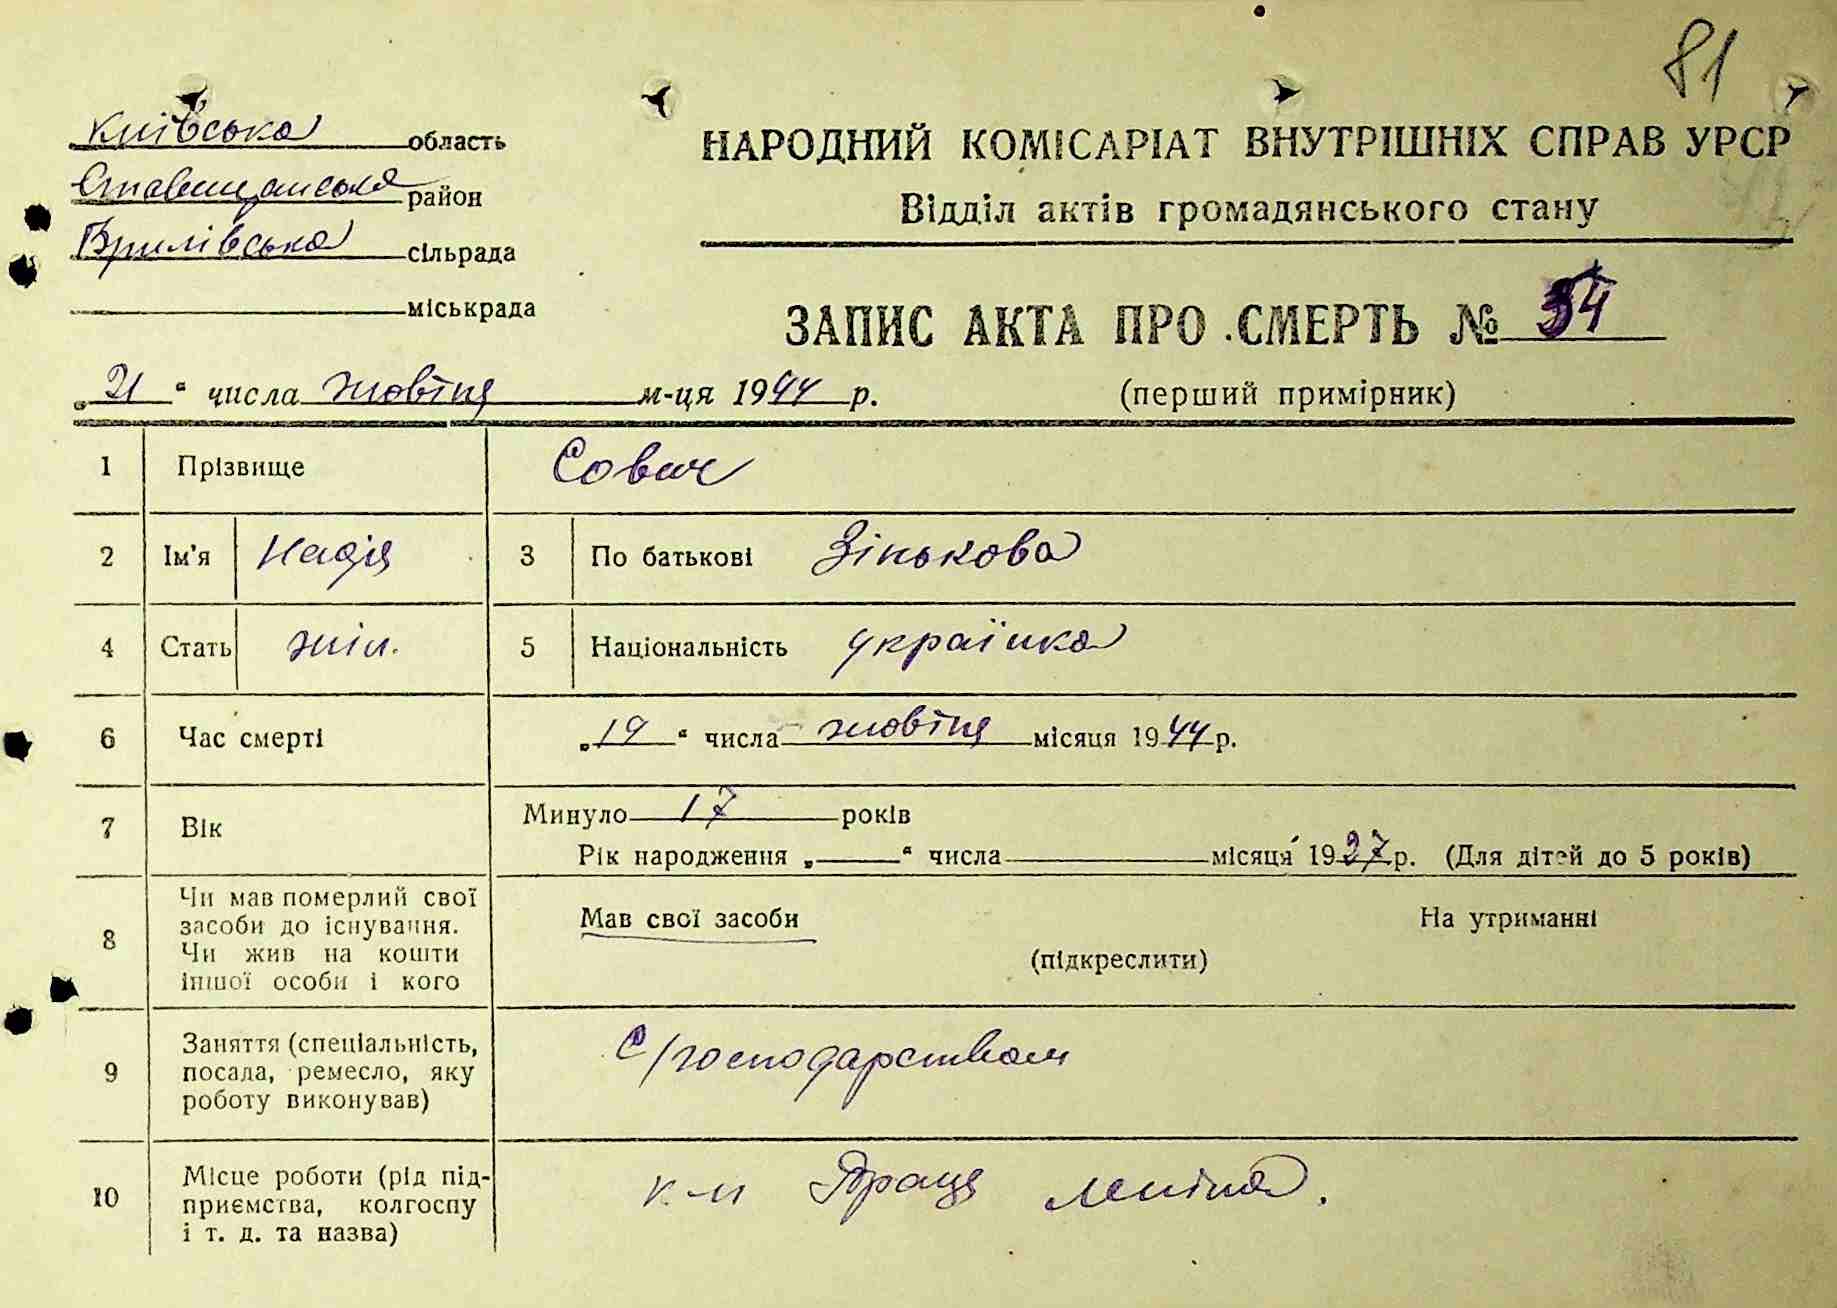 81
Київська область
Ставищанська район
сільрада
міськрада
НАРОДНИЙ КОМІСАРІАТ ВНУТРІШНІХ СПРАВ УРСР
Відділ актів громадянського стану
ЗАПИС АКТА ПРО СМЕРТЬ №
(перший примірник)
„21“ числа жовтня м-ця 1944 р.
1 Прізвище Совач
2 Ім'я Надія 3 По батькові Зінькова
4 Стать жін. 5 Національність українка
6 Час смерті „19“ числа жовтня місяця 1944 р.
7 Вік Минуло 17 років
Рік народження „ “ числа місяця 1927 р. (Для дітей до 5 років)
8 Чи мав померлий свої
засоби до існування.
Чи жив на кошти
іншої особи і кого
Мав свої засоби На утриманні
(підкреслити)
9 Заняття (спеціальність,
посада, ремесло, яку
роботу виконував)
С/господарством
10 Місце роботи (рід під-
приємства, колгоспу
і т. д. та назва)
Праця Леніна.